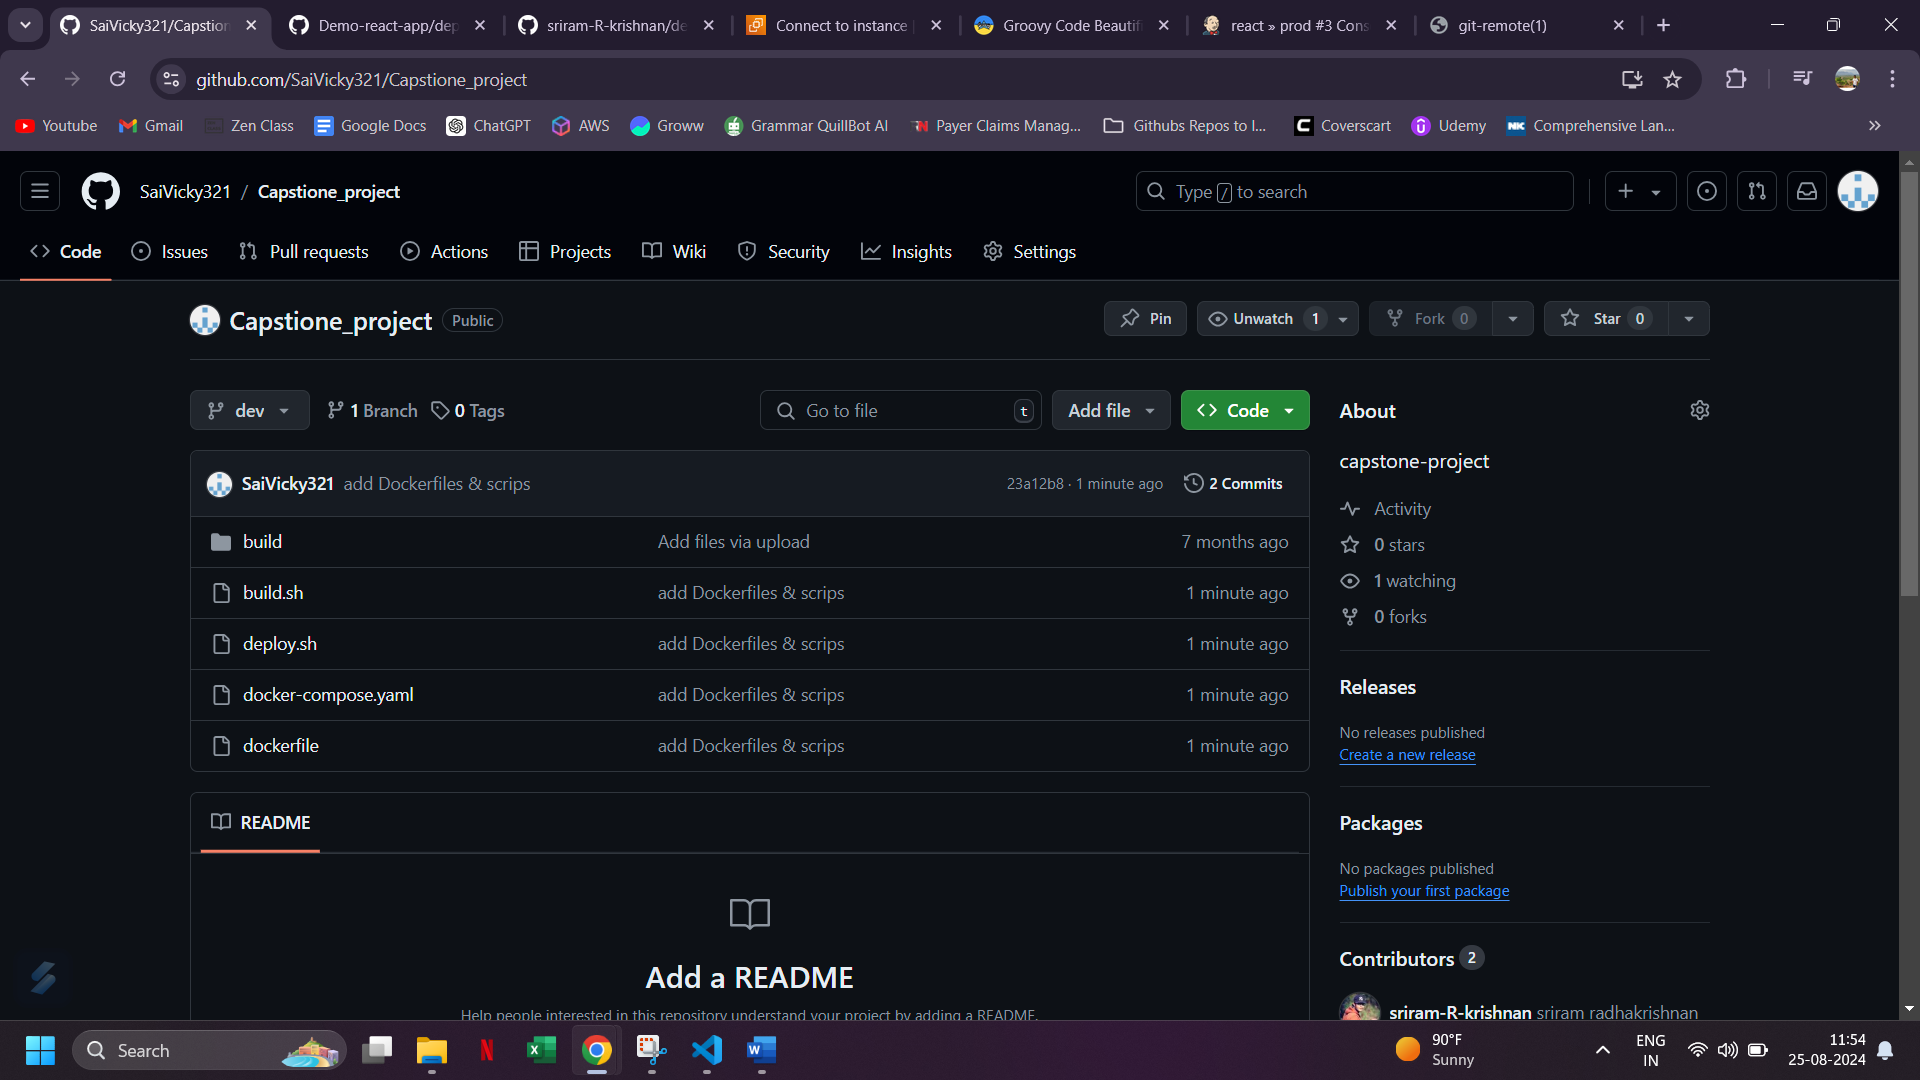 SaiVicky321/Capstion
Demo-react-app/dep
sriram-R-krishnan/de
Connect to instance
Groovy Code Beautifi
react » prod #3 Cons
git-remote(1)
github.com/SaiVicky321/Capstione_project
Youtube
Gmail
Zen Class
Google Docs
ChatGPT
AWS
Groww
Grammar QuillBot AI
Payer Claims Manag...
Githubs Repos to I...
Coverscart
Udemy
Comprehensive Lan...
SaiVicky321 / Capstione_project
Type / to search
Code
Issues
Pull requests
Actions
Projects
Wiki
Security
Insights
Settings
Capstione_project Public
Pin
Unwatch 1
Fork 0
Star 0
dev
1 Branch
0 Tags
Go to file t
Add file
Code
SaiVicky321 add Dockerfiles & scrips 23a12b8 · 1 minute ago 2 Commits
build Add files via upload 7 months ago
build.sh add Dockerfiles & scrips 1 minute ago
deploy.sh add Dockerfiles & scrips 1 minute ago
docker-compose.yaml add Dockerfiles & scrips 1 minute ago
dockerfile add Dockerfiles & scrips 1 minute ago
README
Add a README
Help people interested in this repository understand your project by adding a README.
About
capstone-project
Activity
0 stars
1 watching
0 forks
Releases
No releases published
Create a new release
Packages
No packages published
Publish your first package
Contributors 2
sriram-R-krishnan sriram radhakrishnan
Search
90°F
Sunny
ENG
IN
11:54
25-08-2024